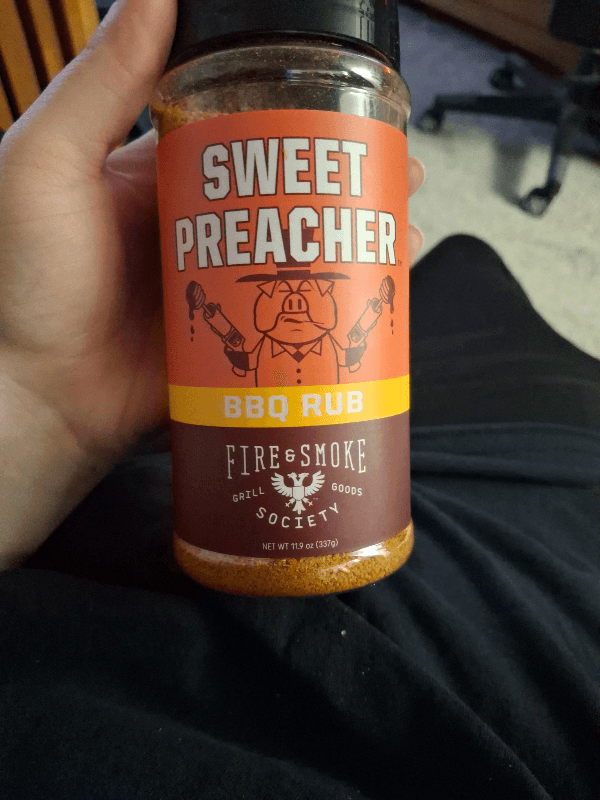 SWEET
PREACHER
BBQ RUB
FIRE & SMOKE
GRILL GOODS
SOCIETY
NET WT 11.9 oz (337g)